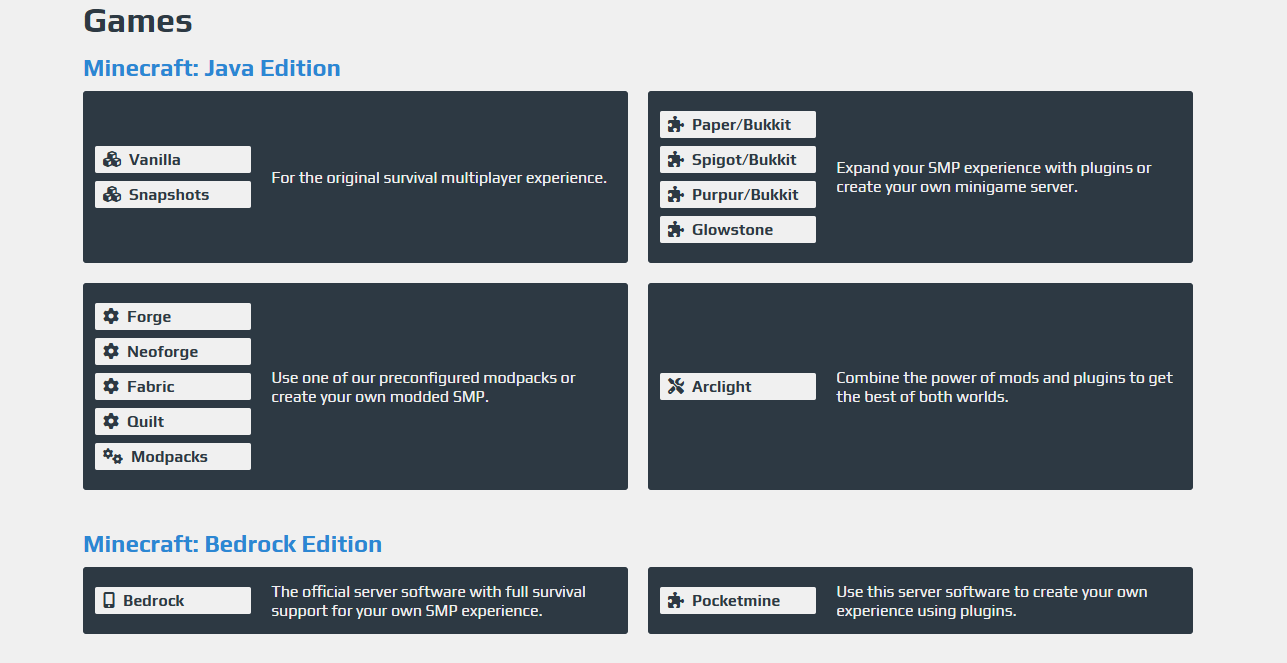 Games
Minecraft: Java Edition
Vanilla
Snapshots
For the original survival multiplayer experience.
Paper/Bukkit
Spigot/Bukkit
Purpur/Bukkit
Glowstone
Expand your SMP experience with plugins or
create your own minigame server.
Forge
Neoforge
Fabric
Quilt
Modpacks
Use one of our preconfigured modpacks or
create your own modded SMP.
Arclight
Combine the power of mods and plugins to get
the best of both worlds.
Minecraft: Bedrock Edition
Bedrock
The official server software with full survival
support for your own SMP experience.
Pocketmine
Use this server software to create your own
experience using plugins.